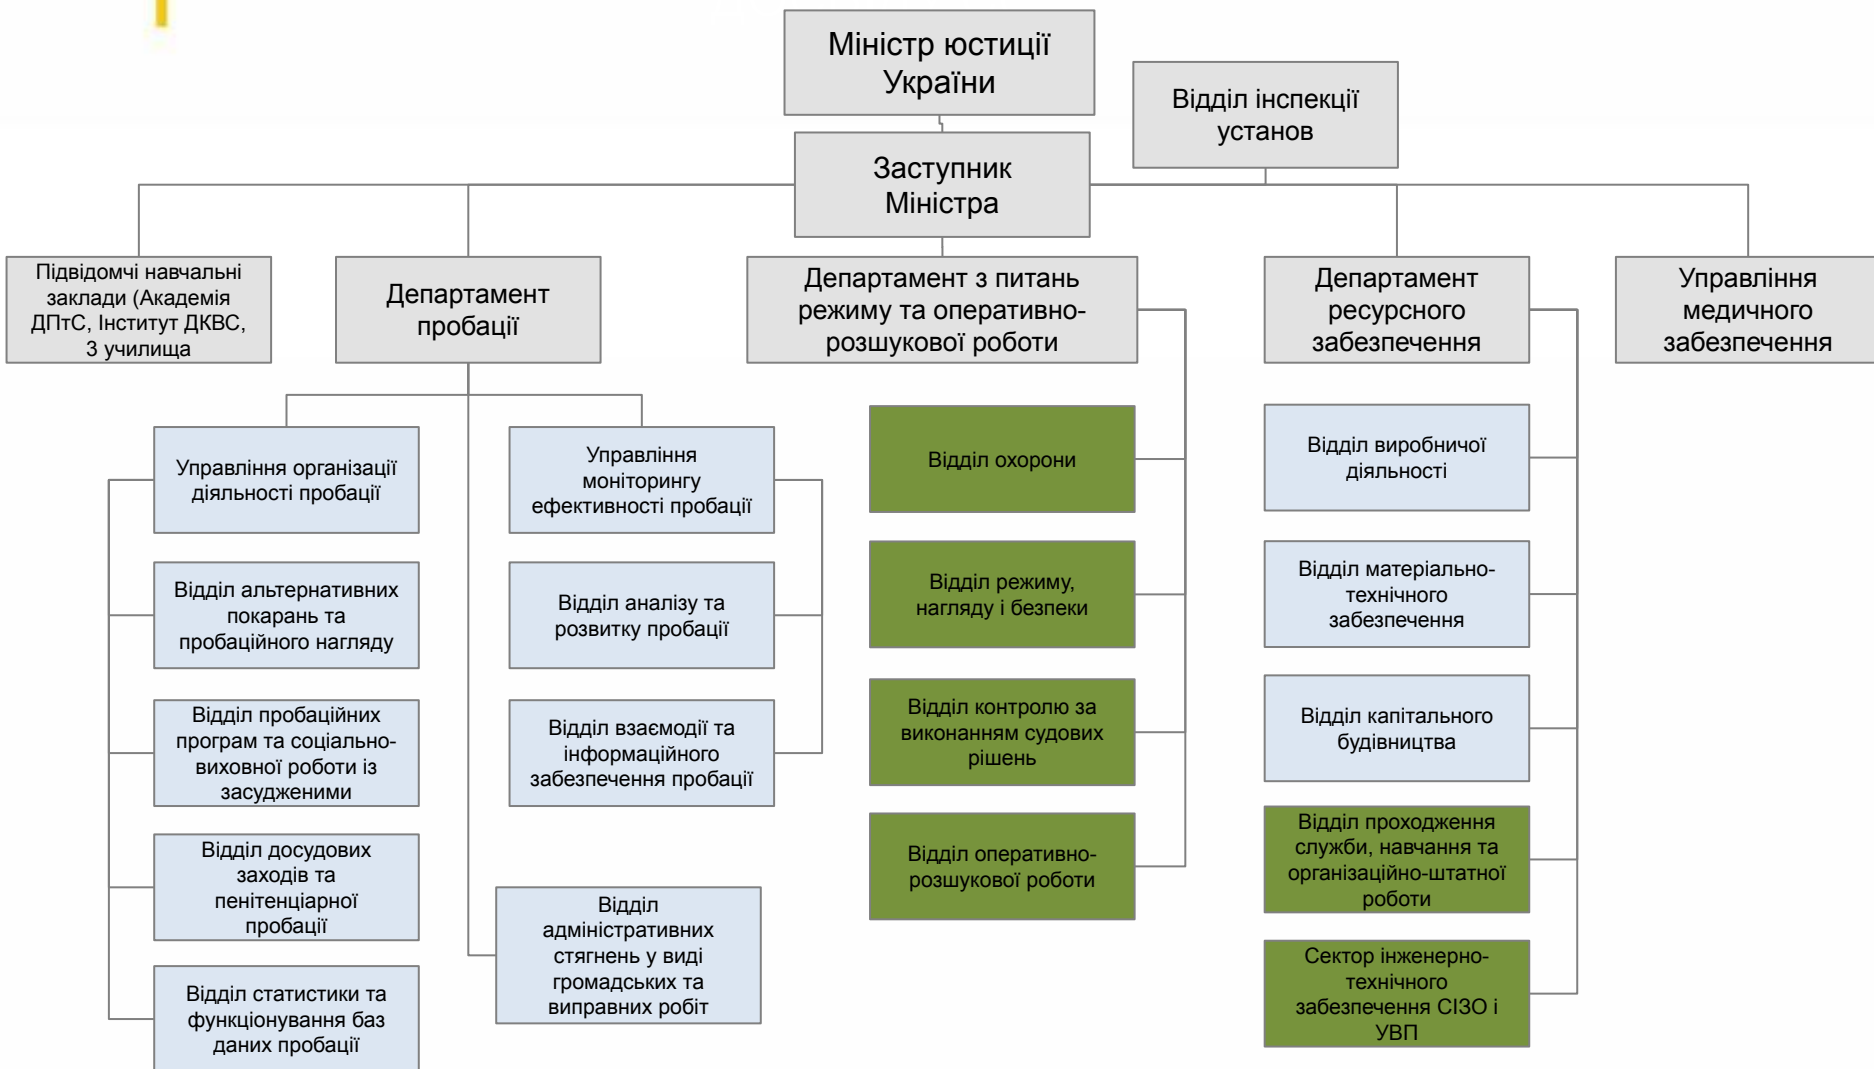 Міністр юстиції
України
Відділ інспекції
установ
Заступник
Міністра
Підвідомчі навчальні
заклади (Академія
ДПтС, Інститут ДКВС,
3 училища
Департамент
пробації
Департамент з питань
режиму та оперативно-
розшукової роботи
Департамент
ресурсного
забезпечення
Управління
медичного
забезпечення
Управління організації
діяльності пробації
Відділ альтернативних
покарань та
пробаційного нагляду
Відділ пробаційних
програм та соціально-
виховної роботи із
засудженими
Відділ досудових
заходів та
пенітенціарної
пробації
Відділ статистики та
функціонування баз
даних пробації
Управління
моніторингу
ефективності пробації
Відділ аналізу та
розвитку пробації
Відділ взаємодії та
інформаційного
забезпечення пробації
Відділ
адміністративних
стягнень у виді
громадських та
виправних робіт
Відділ охорони
Відділ режиму,
нагляду і безпеки
Відділ контролю за
виконанням судових
рішень
Відділ оперативно-
розшукової роботи
Відділ виробничої
діяльності
Відділ матеріально-
технічного
забезпечення
Відділ капітального
будівництва
Відділ проходження
служби, навчання та
організаційно-штатної
роботи
Сектор інженерно-
технічного
забезпечення СІЗО і
УВП